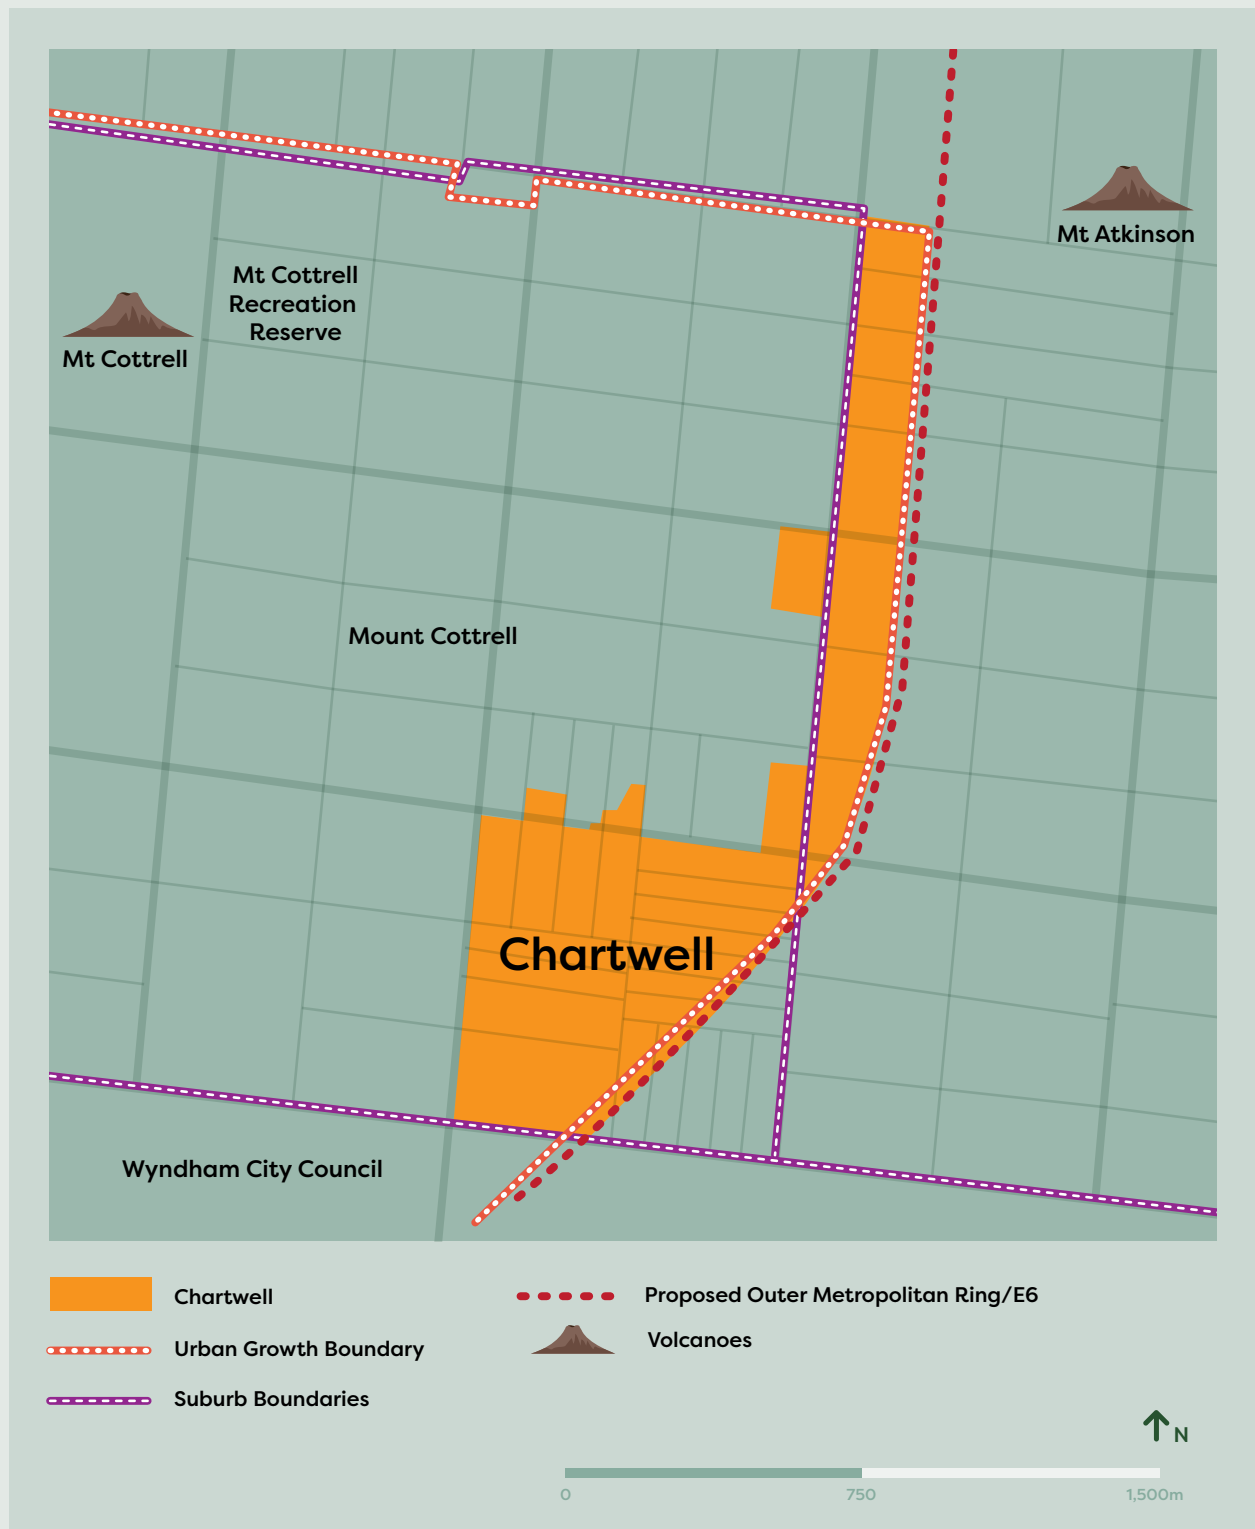 Mt Atkinson
Mt Cottrell
Recreation
Reserve
Mt Cottrell
Mount Cottrell
Chartwell
Wyndham City Council
Chartwell
Urban Growth Boundary
Suburb Boundaries
Proposed Outer Metropolitan Ring/E6
Volcanoes
N
0
750
1,500m